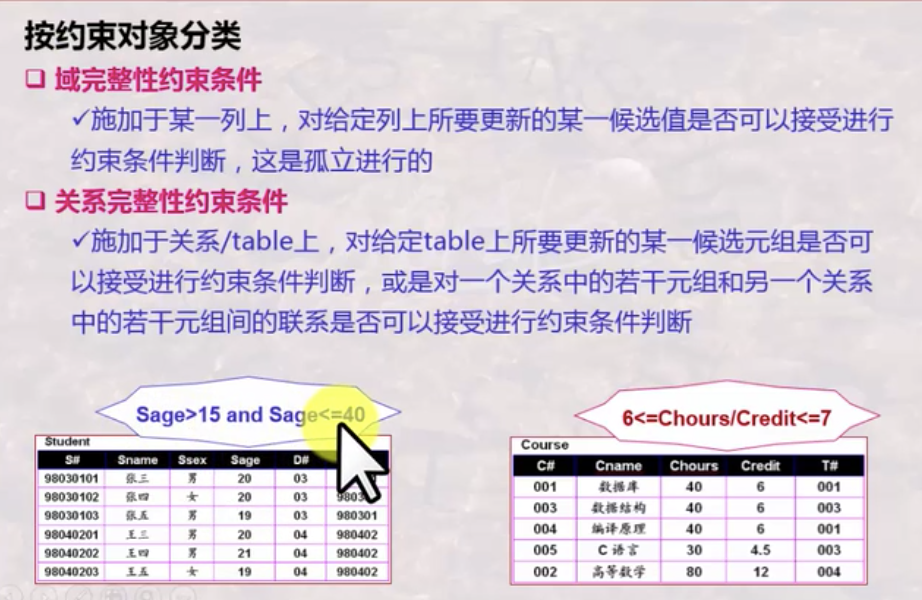 按约束对象分类
❑ 域完整性约束条件
✓施加于某一列上，对给定列上所要更新的某一候选值是否可以接受进行
约束条件判断，这是孤立进行的
❑ 关系完整性约束条件
✓施加于关系/table上，对给定table上所要更新的某一候选元组是否可
以接受进行约束条件判断，或是对一个关系中的若干元组和另一个关系
中的若干元组间的联系是否可以接受进行约束条件判断
Sage>15 and Sage<=40
Student
S# Sname Ssex Sage D#
98030101 张三 男 20 03
98030102 张四 女 20 03
98030103 张五 男 19 03 980301
98040201 王三 男 20 04 980402
98040202 王四 男 21 04 980402
98040203 王五 女 19 04 980402
6<=Chours/Credit<=7
Course
C# Cname Chours Credit T#
001 数据库 40 6 001
003 数据结构 40 6 003
004 编译原理 40 6 001
005 C 语言 30 4.5 003
002 高等数学 80 12 004